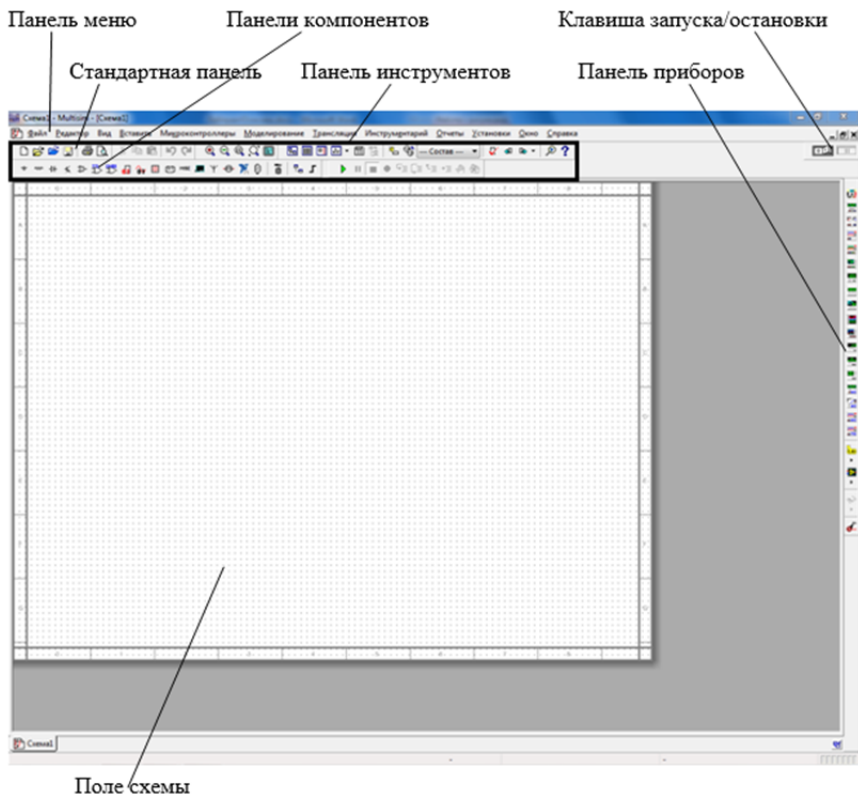 Панель меню
Панели компонентов
Клавиша запуска/остановки
Стандартная панель
Панель инструментов
Панель приборов
Схема1 - Multisim - [Схема1]
Файл Редактор Вид Вставить Микроконтроллеры Моделирование Трансляция Инструментарий Отчеты Установки Окно Справка
--- Состав ---
Схема1
Поле схемы